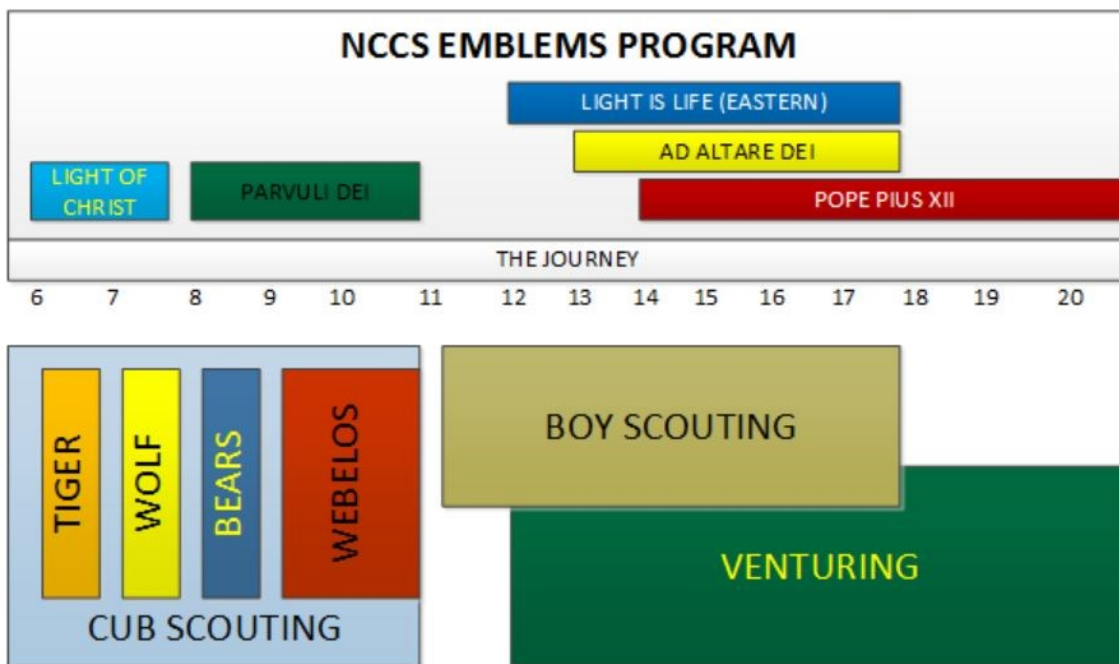 NCCS EMBLEMS PROGRAM
LIGHT IS LIFE (EASTERN)
AD ALTARE DEI
LIGHT OF
CHRIST
PARVULI DEI
POPE PIUS XII
THE JOURNEY
6 7 8 9 10 11 12 13 14 15 16 17 18 19 20
TIGER
WOLF
BEARS
WEBELOS
CUB SCOUTING
BOY SCOUTING
VENTURING